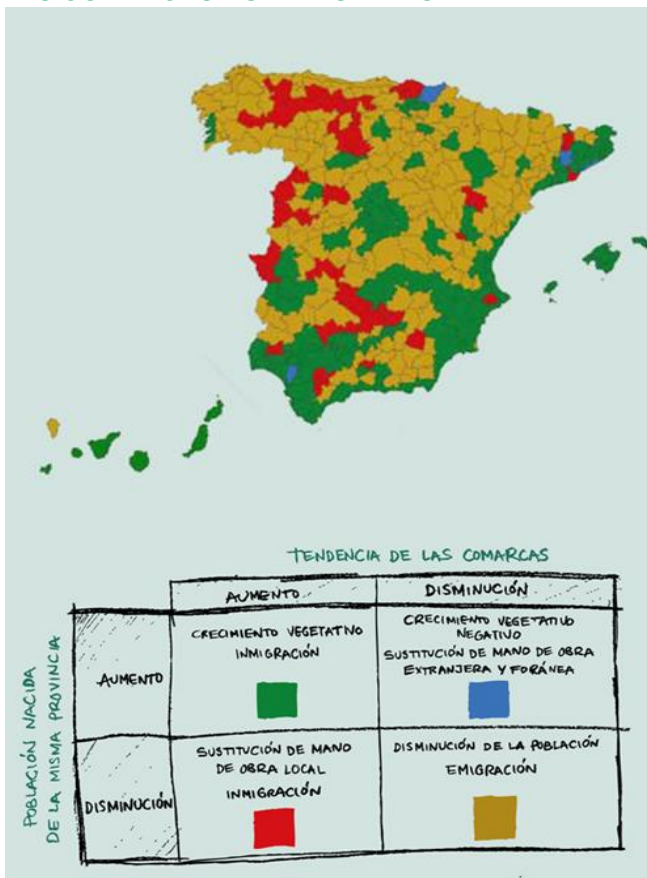 TENDENCIA DE LAS COMARCAS
AUMENTO
DISMINUCIÓN
POBLACIÓN NACIDA
DE LA MISMA PROVINCIA
AUMENTO
CRECIMIENTO VEGETATIVO
INMIGRACIÓN
CRECIMIENTO VEGETATIVO
NEGATIVO
SUSTITUCIÓN DE MANO DE OBRA
EXTRANJERA Y FORÁNEA
DISMINUCIÓN
SUSTITUCIÓN DE MANO
DE OBRA LOCAL
INMIGRACIÓN
DISMINUCIÓN DE LA POBLACIÓN
EMIGRACIÓN